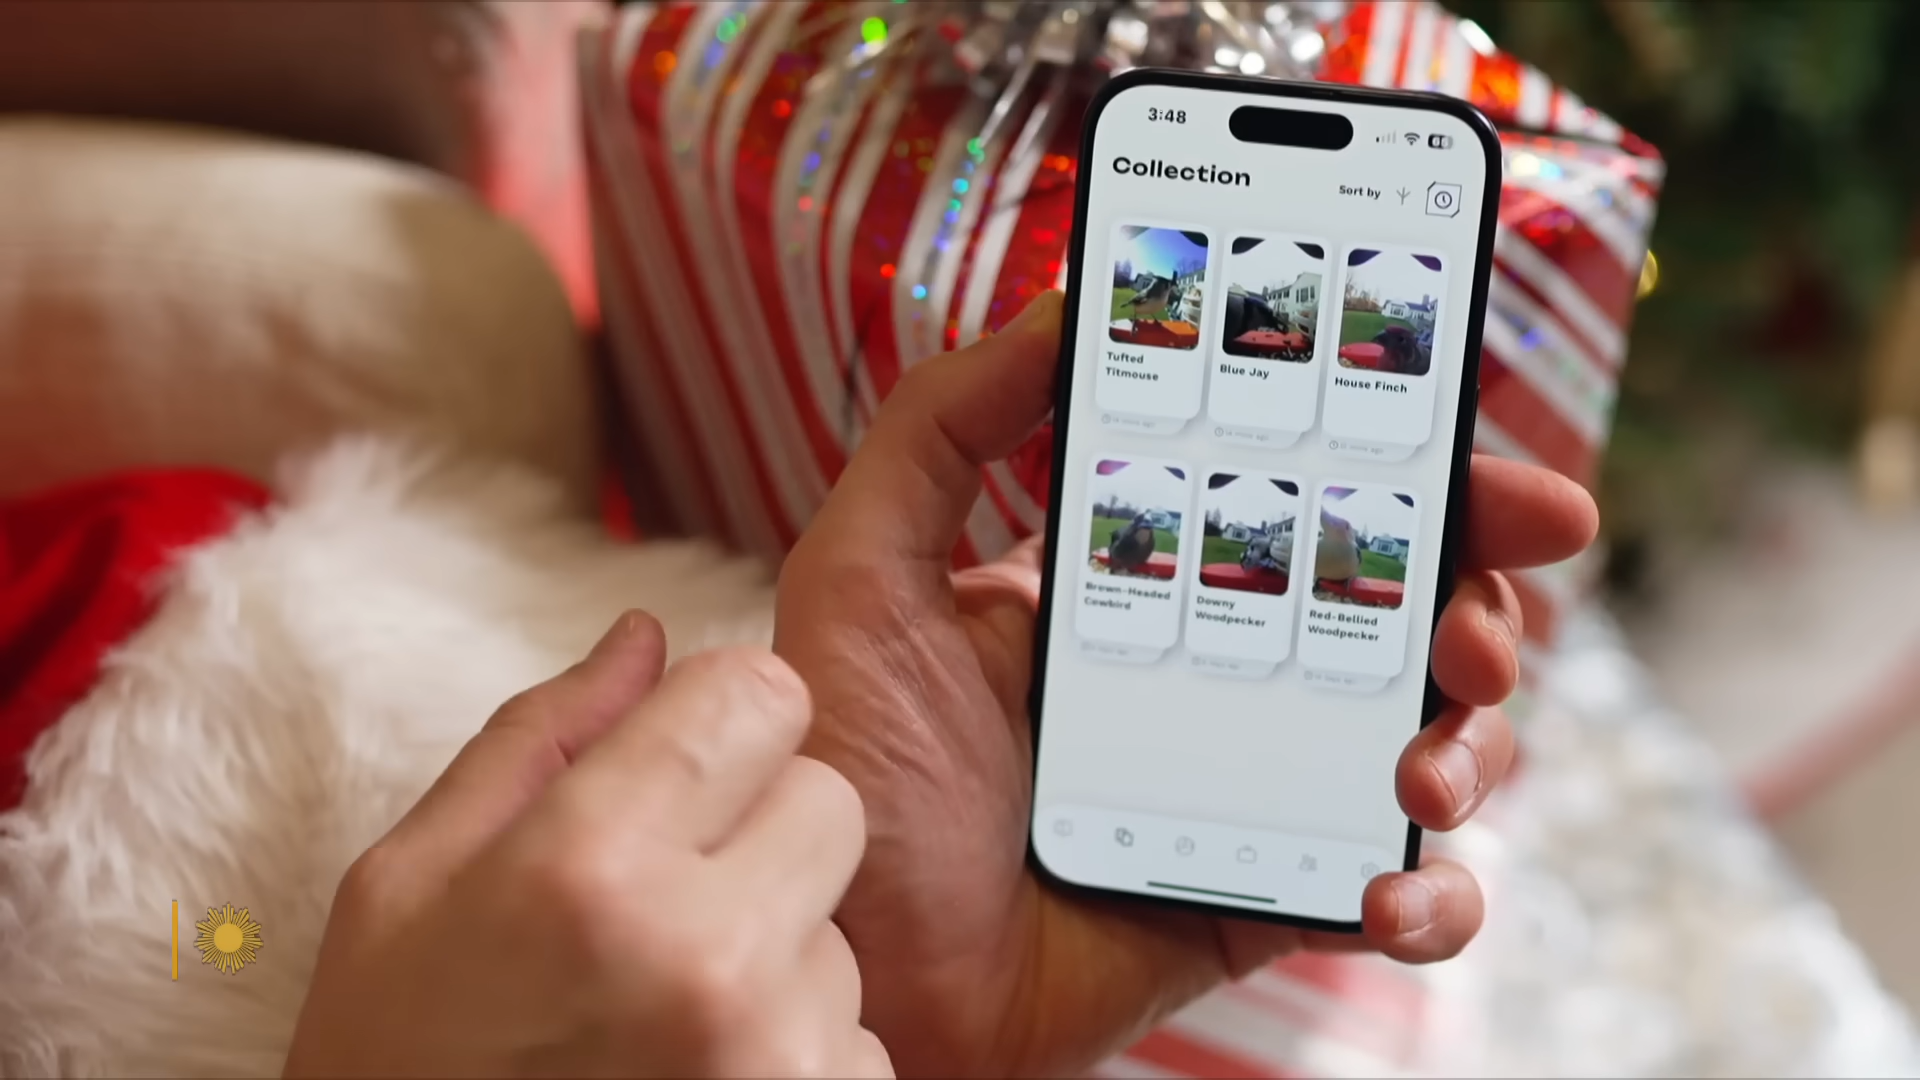 3:48
Collection
Sort by
Tufted
Titmouse
Blue Jay
House Finch
Brown-Headed
Cowbird
Downy
Woodpecker
Red-Bellied
Woodpecker